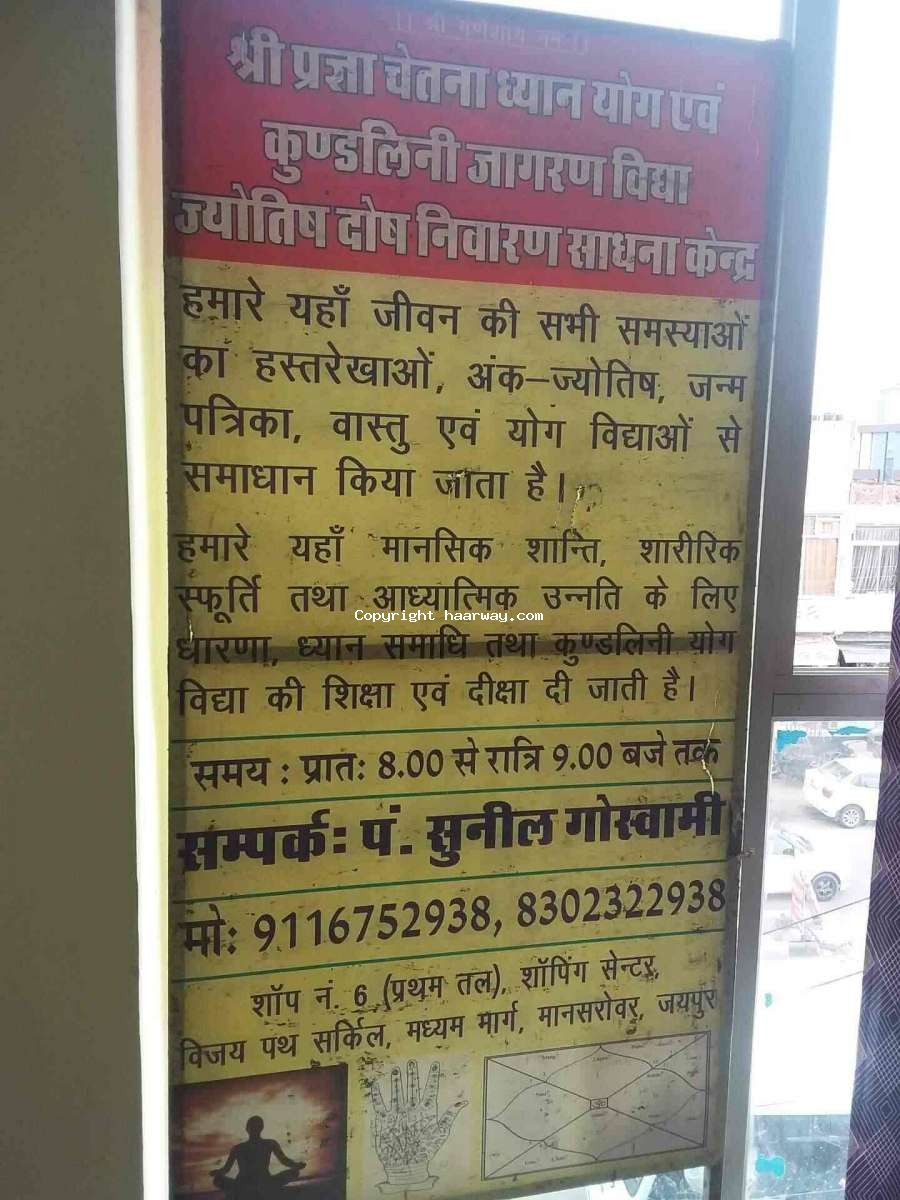 ।। श्री गणेशाय नमः ।।
श्री प्रज्ञा चेतना ध्यान योग एवं
कुण्डलिनी जागरण विधा
ज्योतिष दोष निवारण साधना केन्द्र
हमारे यहाँ जीवन की सभी समस्याओं
का हस्तरेखाओं, अंक-ज्योतिष, जन्म
पत्रिका, वास्तु एवं योग विद्याओं से
समाधान किया जाता है।
हमारे यहाँ मानसिक शान्ति, शारीरिक
स्फूर्ति तथा आध्यात्मिक उन्नति के लिए
Copyright haarway.com
धारणा, ध्यान समाधि तथा कुण्डलिनी योग
विद्या की शिक्षा एवं दीक्षा दी जाती है।
समय : प्रातः 8.00 से रात्रि 9.00 बजे तक
सम्पर्कः पं. सुनील गोस्वामी
मोः 9116752938, 8302322938
शॉप नं. 6 (प्रथम तल), शॉपिंग सेन्टर,
विजय पथ सर्किल, मध्यम मार्ग, मानसरोवर, जयपुर